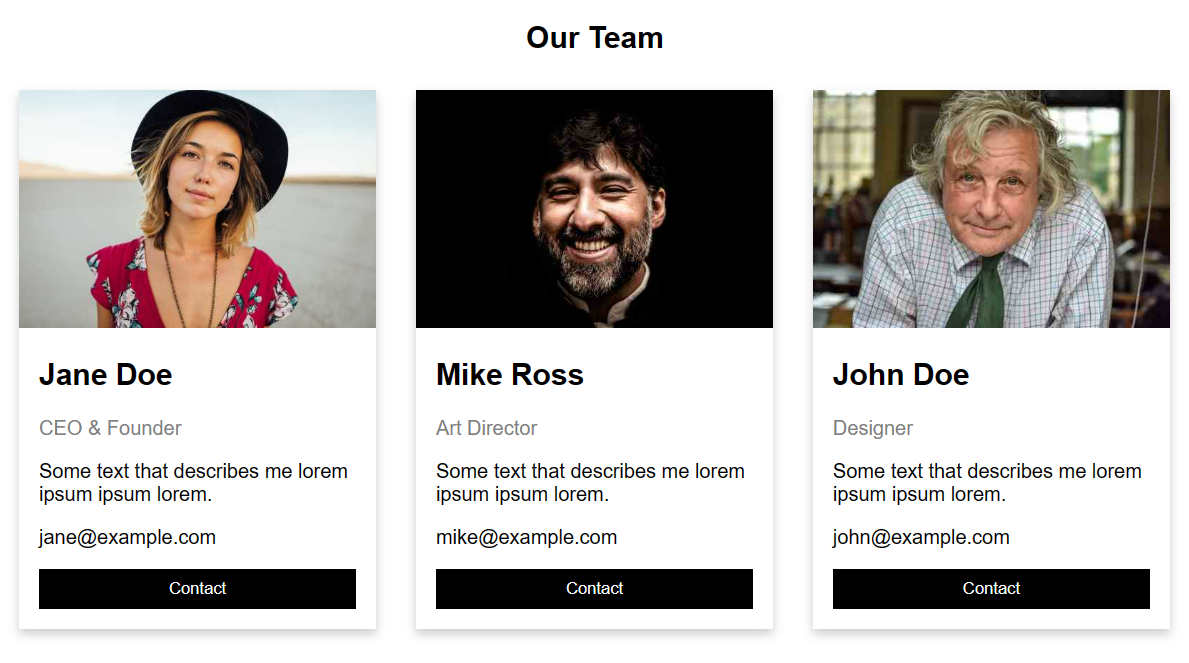 Our Team
Jane Doe
CEO & Founder
Some text that describes me lorem
ipsum ipsum lorem.
jane@example.com
Contact
Mike Ross
Art Director
Some text that describes me lorem
ipsum ipsum lorem.
mike@example.com
Contact
John Doe
Designer
Some text that describes me lorem
ipsum ipsum lorem.
john@example.com
Contact